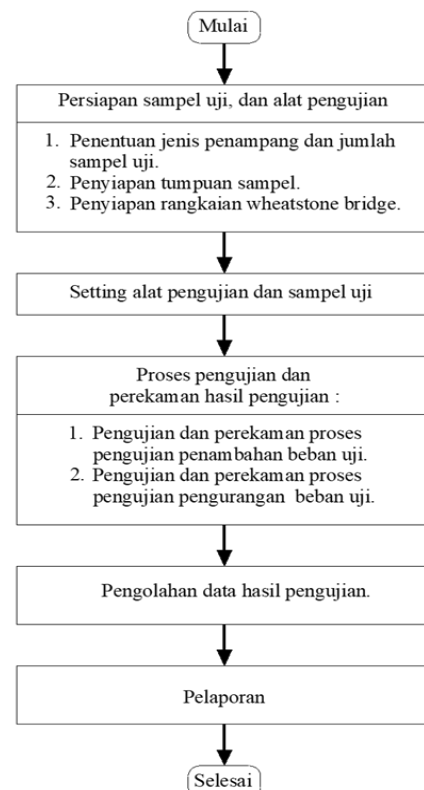 Mulai
Persiapan sampel uji, dan alat pengujian
1. Penentuan jenis penampang dan jumlah
sampel uji.
2. Penyiapan tumpuan sampel.
3. Penyiapan rangkaian wheatstone bridge.
Setting alat pengujian dan sampel uji
Proses pengujian dan
perekaman hasil pengujian :
1. Pengujian dan perekaman proses
pengujian penambahan beban uji.
2. Pengujian dan perekaman proses
pengujian pengurangan beban uji.
Pengolahan data hasil pengujian.
Pelaporan
Selesai